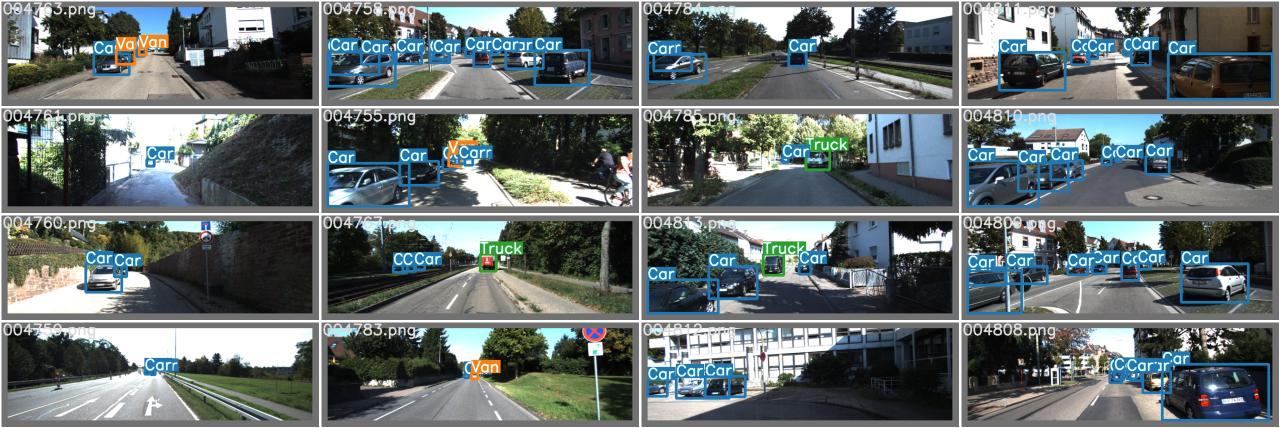 004763.png
Ca Va Van
004758.png
Car Car Car Car Car Car Car
004784.png
Car Car
004811.png
Car Car Car Car
004761.png
Car
004755.png
Car Car V Car
004785.png
Car Truck
004810.png
Car Car Car Car Car
004760.png
Car Car
004767.png
C C Car
Truck
004813.png
Car Car Truck Car
004809.png
Car Car Car Car Car
004759.png
Car
004783.png
C Van
004812.png
Car Car Car
004808.png
Car Car